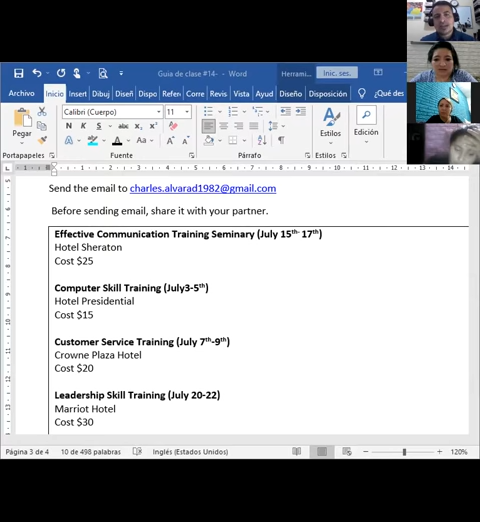 Guia de clase #14- - Word
Herrami...
Inic. ses.
Archivo Inicio Insert Dibuj Diseñ Dispo Refer Corre Revis Vista Ayud Diseño Disposición ¿Qué des
Pegar
Calibri (Cuerpo) 11
N K S abc x₂ x²
Aa
Estilos
Edición
Portapapeles Fuente Párrafo Estilos
Send the email to charles.alvarad1982@gmail.com
Before sending email, share it with your partner.
Effective Communication Training Seminary (July 15th- 17th)
Hotel Sheraton
Cost $25
Computer Skill Training (July3-5th)
Hotel Presidential
Cost $15
Customer Service Training (July 7th-9th)
Crowne Plaza Hotel
Cost $20
Leadership Skill Training (July 20-22)
Marriot Hotel
Cost $30
Página 3 de 4 10 de 498 palabras Inglés (Estados Unidos) 120%